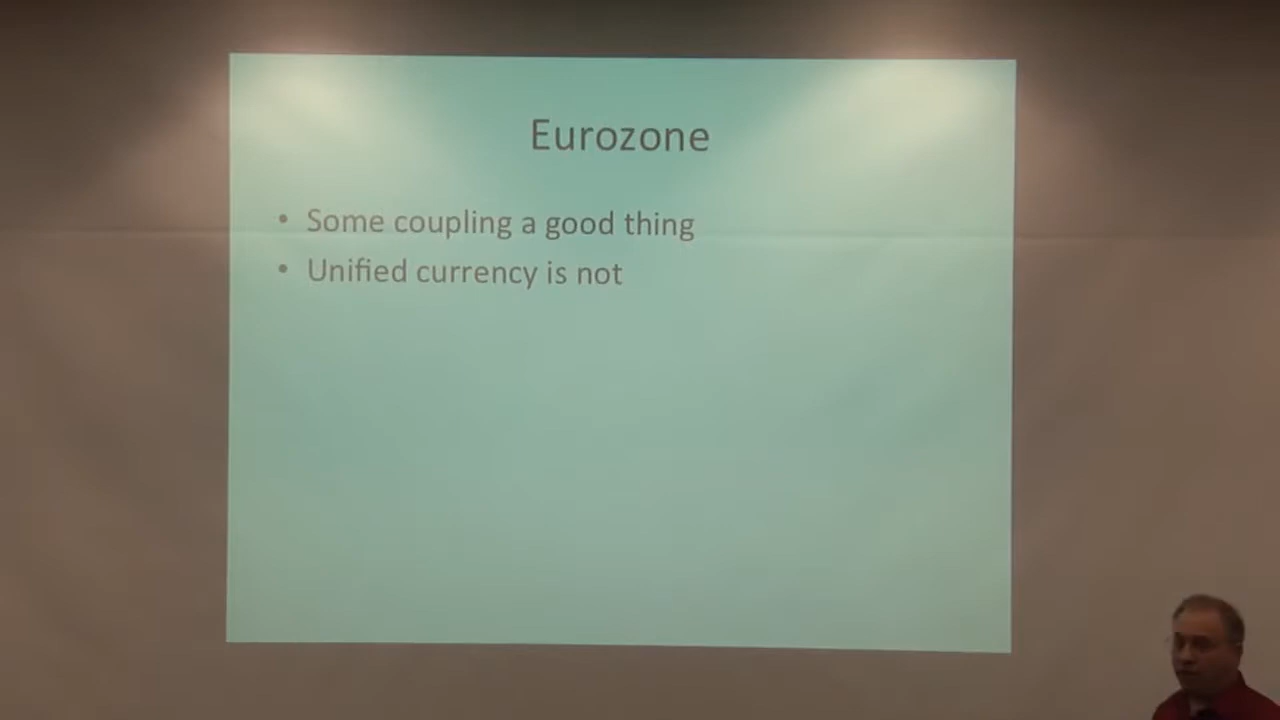 Eurozone
• Some coupling a good thing
• Unified currency is not